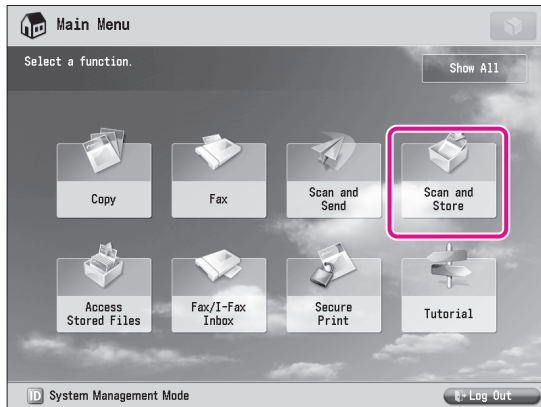 Main Menu
Select a function.
Show All
Copy
Fax
Scan and
Send
Scan and
Store
Access
Stored Files
Fax/I-Fax
Inbox
Secure
Print
Tutorial
ID System Management Mode
Log Out